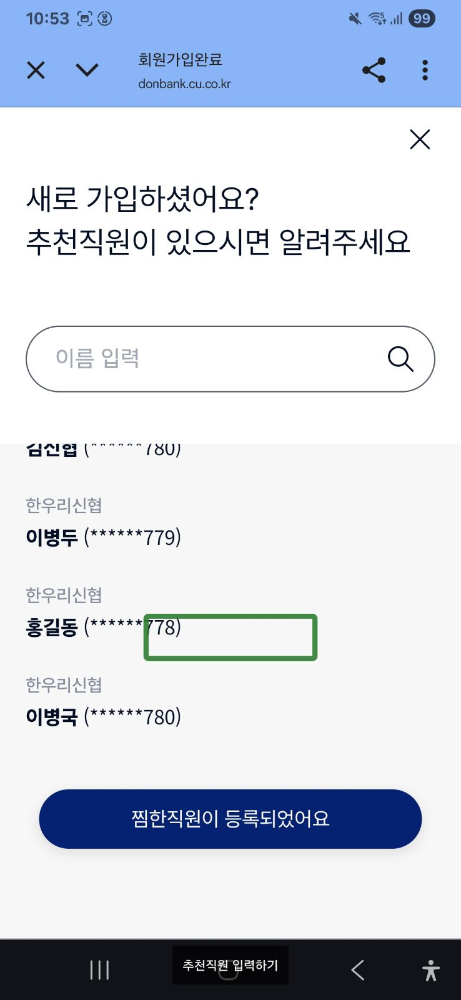 10:53
99
회원가입완료
donbank.cu.co.kr
새로 가입하셨어요?
추천직원이 있으시면 알려주세요
이름 입력
김신협 (******780)
한우리신협
이병두 (******779)
한우리신협
홍길동 (******778)
한우리신협
이병국 (******780)
찜한직원이 등록되었어요
추천직원 입력하기